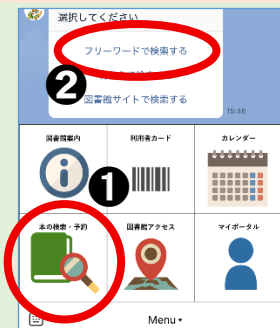 選択してください
フリーワードで検索する
図書館サイトで検索する
2
15:46
図書館案内
利用者カード
カレンダー
1
本の検索・予約
図書館アクセス
マイポータル
Menu ▾